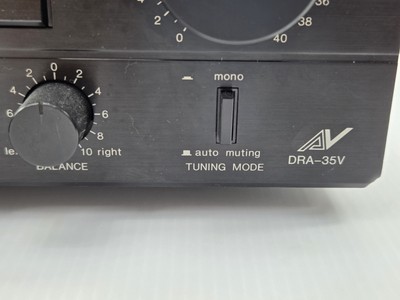 36
2 38
0 40
2 0 2
4 4
6 6
8
le 10 right
BALANCE
mono
auto muting
TUNING MODE
AV
DRA-35V